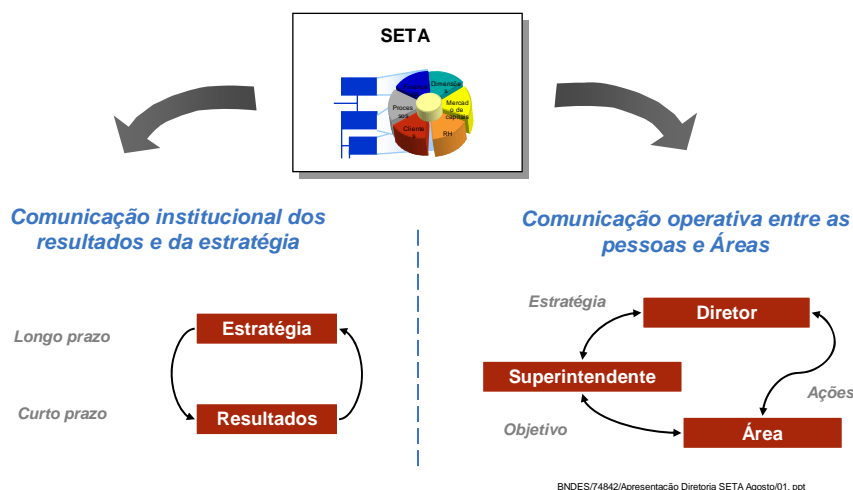 SETA
Dimensõe
s
Proces
sos
Mercad
o de
capitais
Cliente
s
RH
Comunicação institucional dos
resultados e da estratégia
Longo prazo
Estratégia
Curto prazo
Resultados
Comunicação operativa entre as
pessoas e Áreas
Estratégia
Diretor
Superintendente
Ações
Objetivo
Área
BNDES/74842/Apresentação Diretoria SETA Agosto/01. ppt